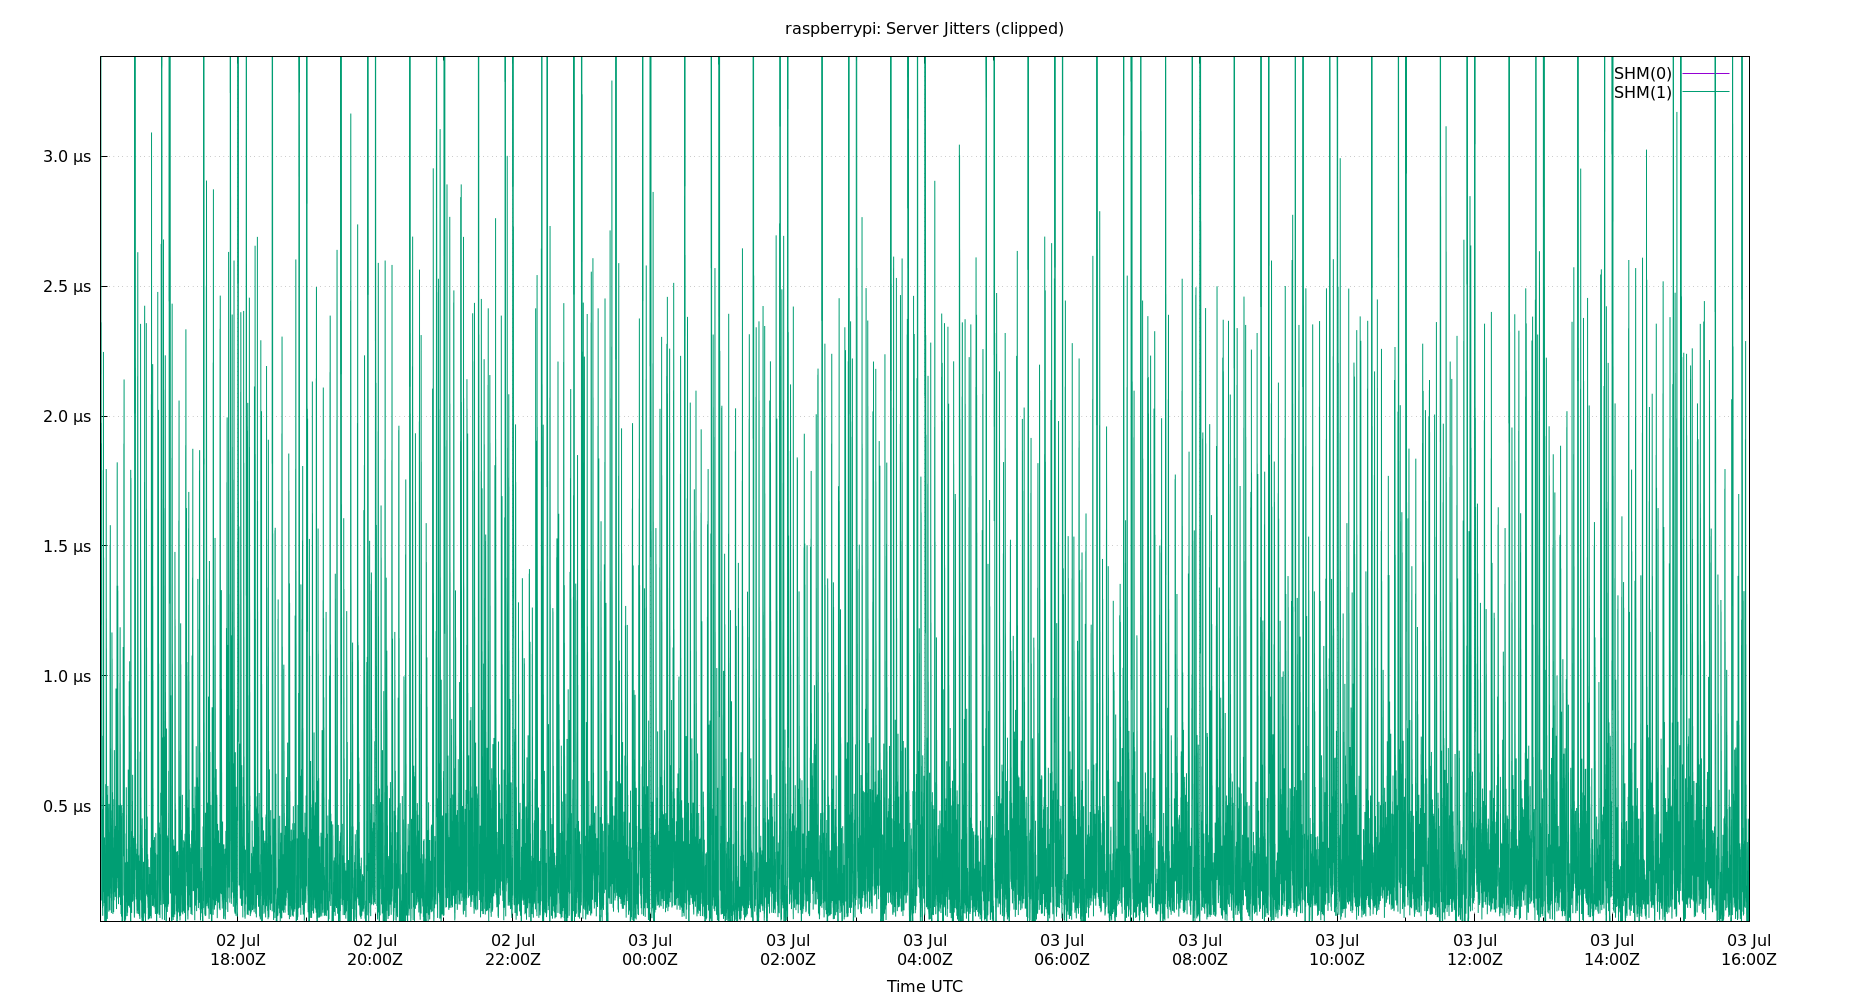 raspberrypi: Server Jitters (clipped)
SHM(0)
SHM(1)
3.0 µs
2.5 µs
2.0 µs
1.5 µs
1.0 µs
0.5 µs
02 Jul 02 Jul 02 Jul 03 Jul 03 Jul 03 Jul 03 Jul 03 Jul 03 Jul 03 Jul 03 Jul 03 Jul
18:00Z 20:00Z 22:00Z 00:00Z 02:00Z 04:00Z 06:00Z 08:00Z 10:00Z 12:00Z 14:00Z 16:00Z
Time UTC